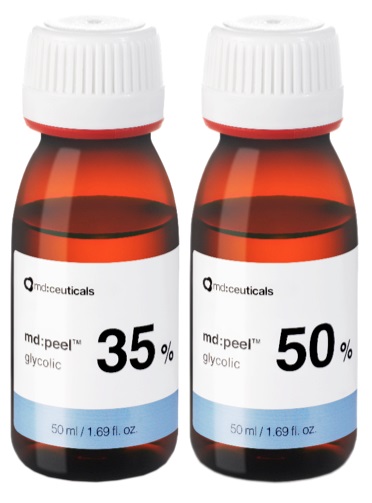 md:ceuticals
md:peel™ 35%
glycolic
50 ml / 1.69 fl. oz.
md:ceuticals
md:peel™ 50%
glycolic
50 ml / 1.69 fl. oz.